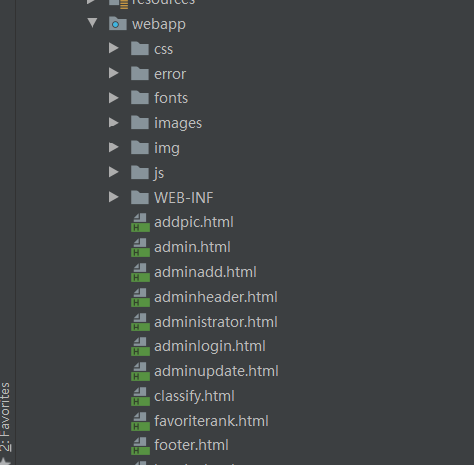 resources
webapp
css
error
fonts
images
img
js
WEB-INF
addpic.html
admin.html
adminadd.html
adminheader.html
administrator.html
adminlogin.html
adminupdate.html
classify.html
favoriterank.html
footer.html
2: Favorites